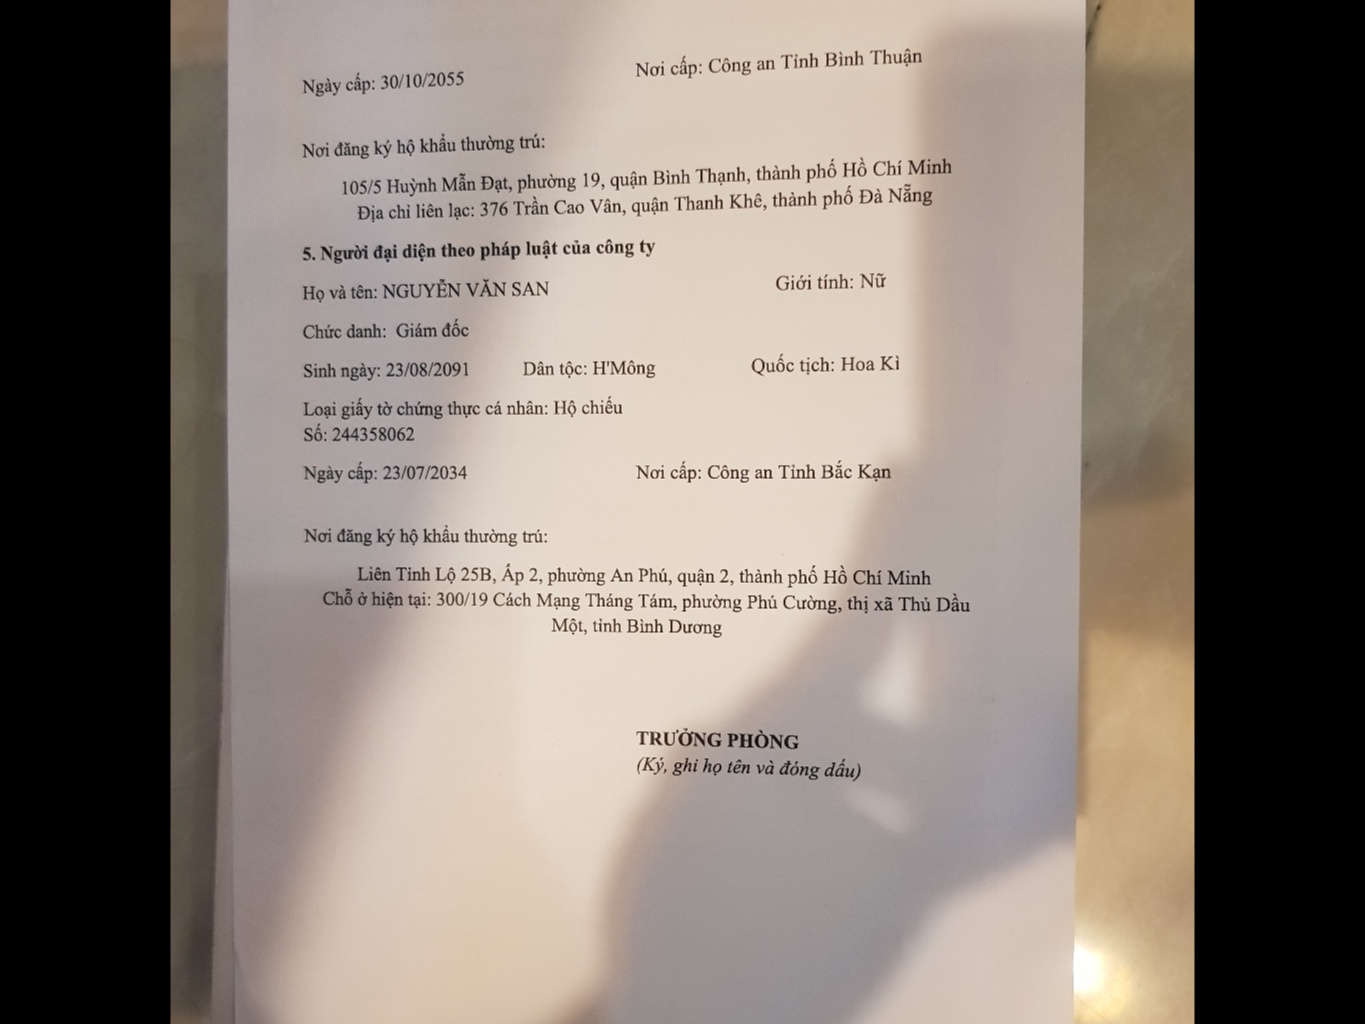 Ngày cấp: 30/10/2055 Nơi cấp: Công an Tỉnh Bình Thuận
Nơi đăng ký hộ khẩu thường trú:
105/5 Huỳnh Mẫn Đạt, phường 19, quận Bình Thạnh, thành phố Hồ Chí Minh
Địa chỉ liên lạc: 376 Trần Cao Vân, quận Thanh Khê, thành phố Đà Nẵng
5. Người đại diện theo pháp luật của công ty
Họ và tên: NGUYỄN VĂN SAN Giới tính: Nữ
Chức danh: Giám đốc
Sinh ngày: 23/08/2091 Dân tộc: H'Mông Quốc tịch: Hoa Kì
Loại giấy tờ chứng thực cá nhân: Hộ chiếu
Số: 244358062
Ngày cấp: 23/07/2034 Nơi cấp: Công an Tỉnh Bắc Kạn
Nơi đăng ký hộ khẩu thường trú:
Liên Tỉnh Lộ 25B, Ấp 2, phường An Phú, quận 2, thành phố Hồ Chí Minh
Chỗ ở hiện tại: 300/19 Cách Mạng Tháng Tám, phường Phú Cường, thị xã Thủ Dầu
Một, tỉnh Bình Dương
TRƯỞNG PHÒNG
(Ký, ghi họ tên và đóng dấu)